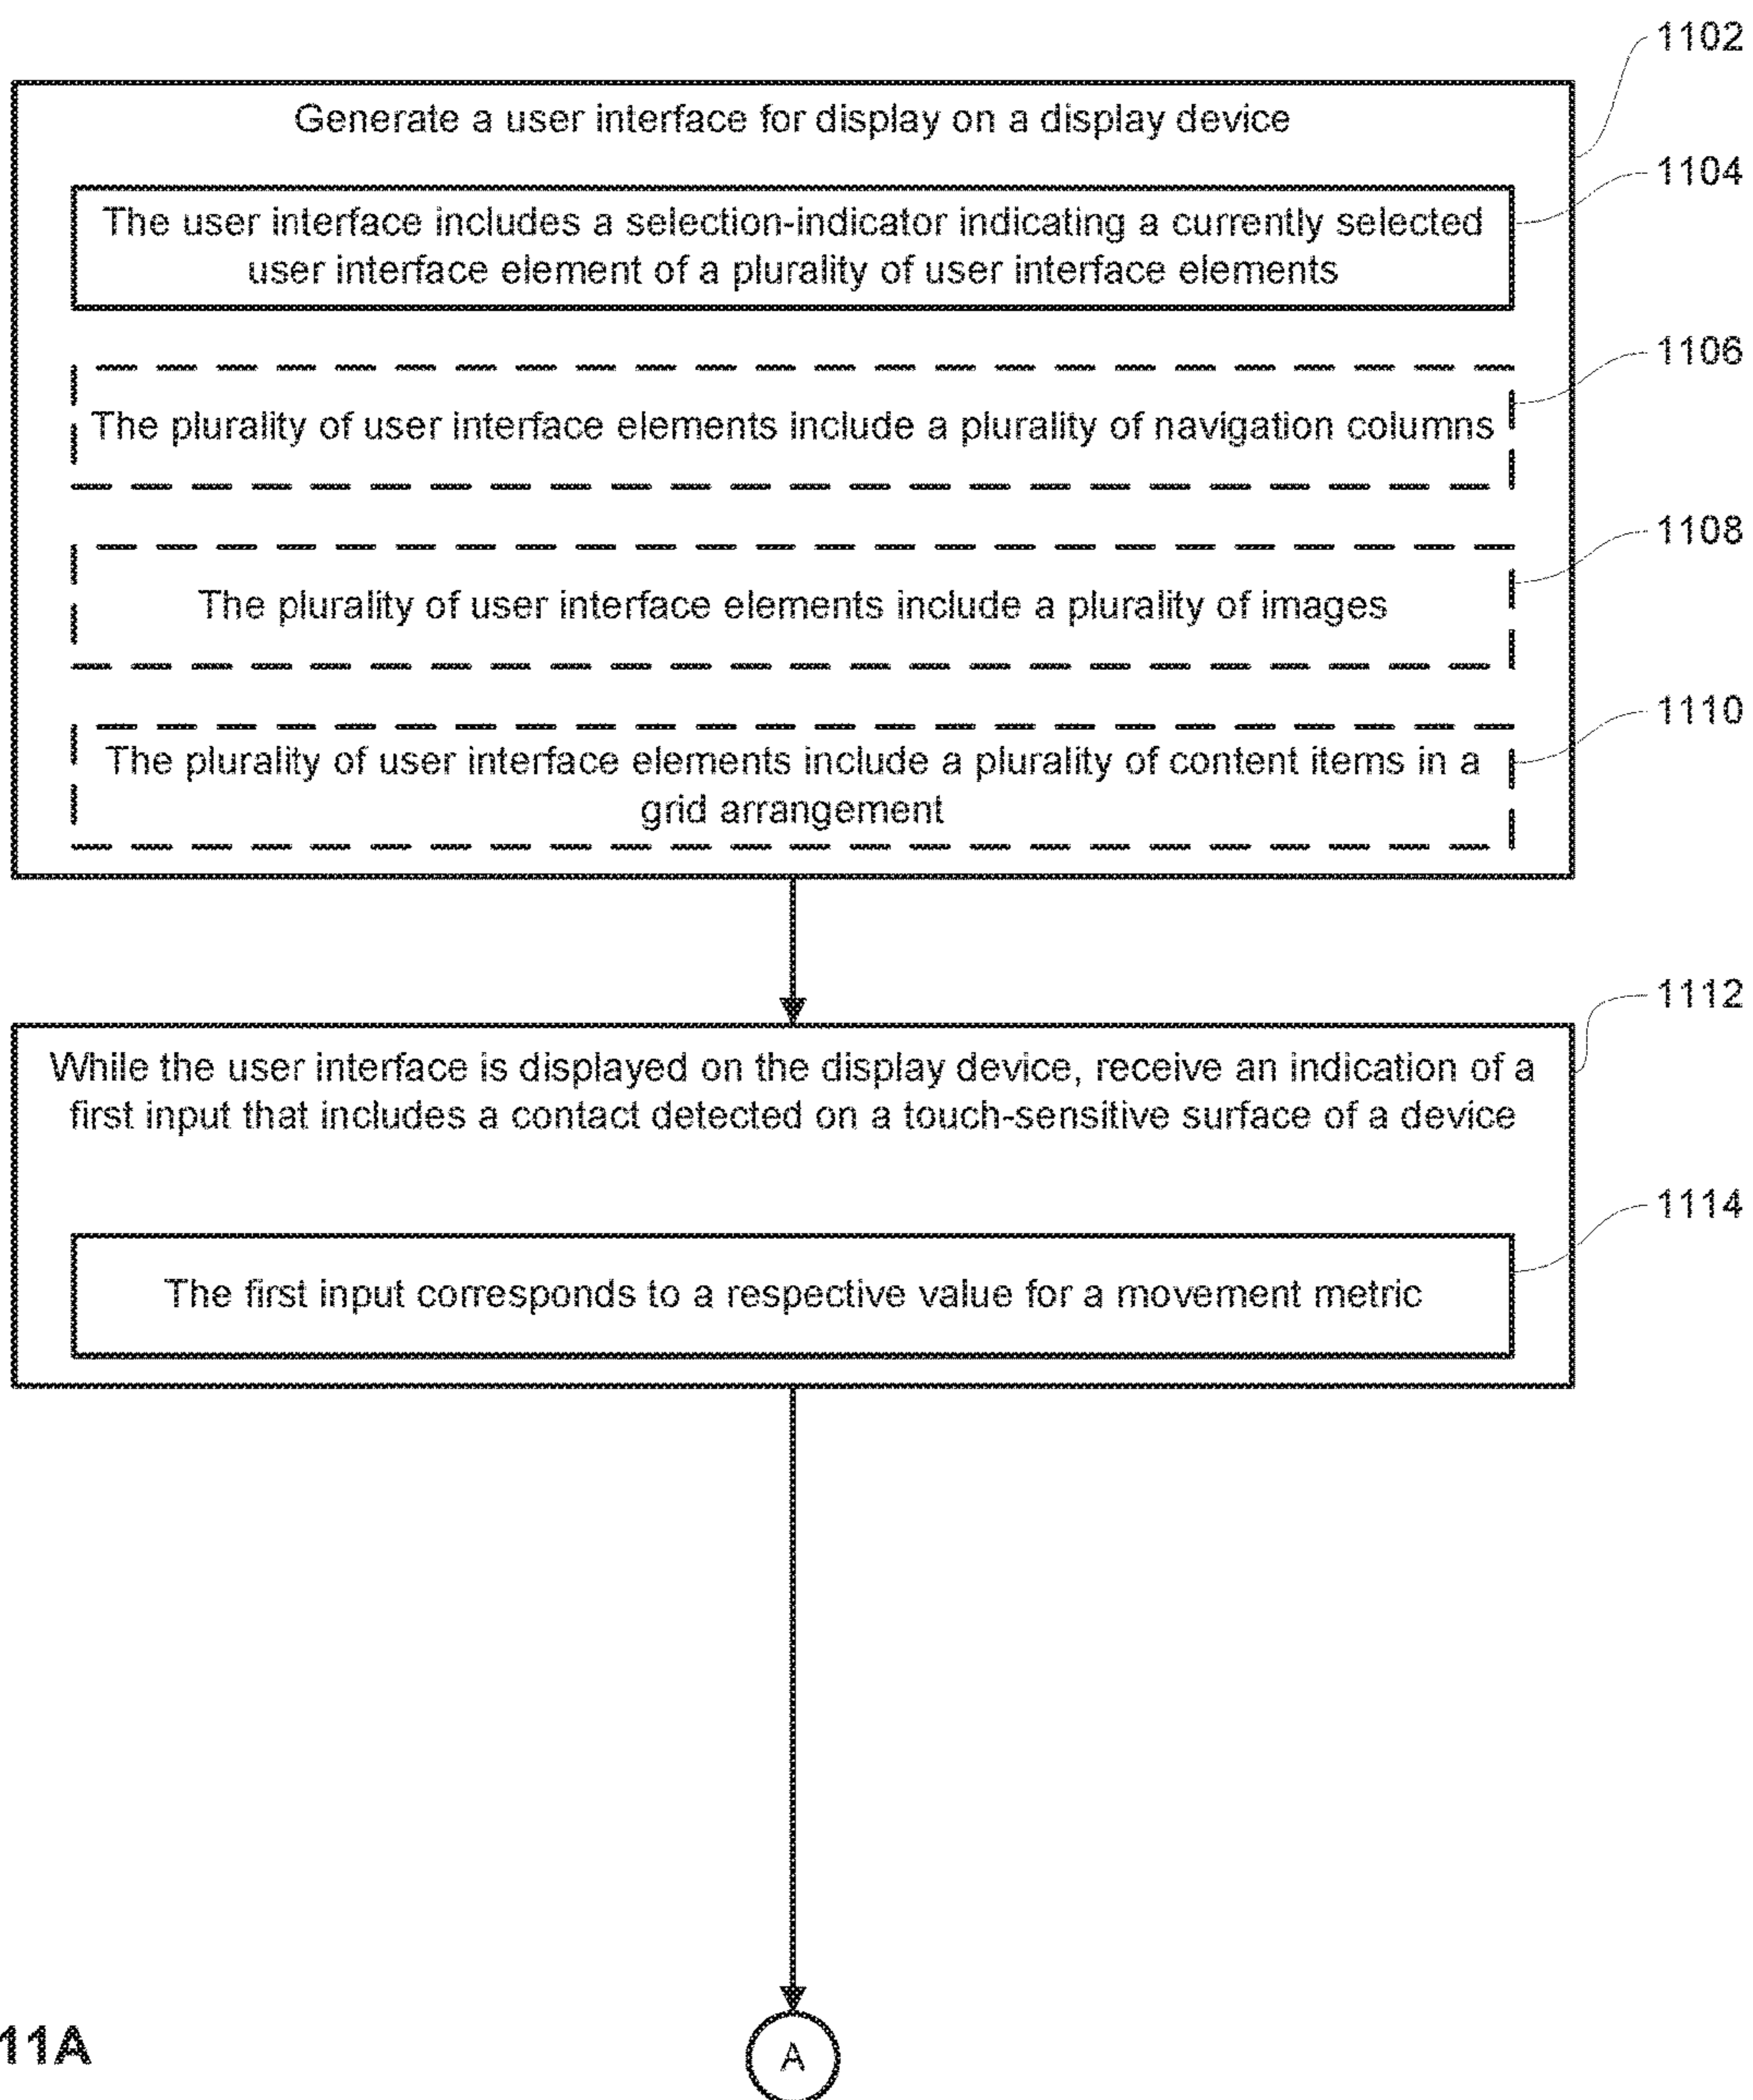 1102
Generate a user interface for display on a display device
1104
The user interface includes a selection-indicator indicating a currently selected
user interface element of a plurality of user interface elements
1106
The plurality of user interface elements include a plurality of navigation columns
1108
The plurality of user interface elements include a plurality of images
1110
The plurality of user interface elements include a plurality of content items in a
grid arrangement
1112
While the user interface is displayed on the display device, receive an indication of a
first input that includes a contact detected on a touch-sensitive surface of a device
1114
The first input corresponds to a respective value for a movement metric
11A
A